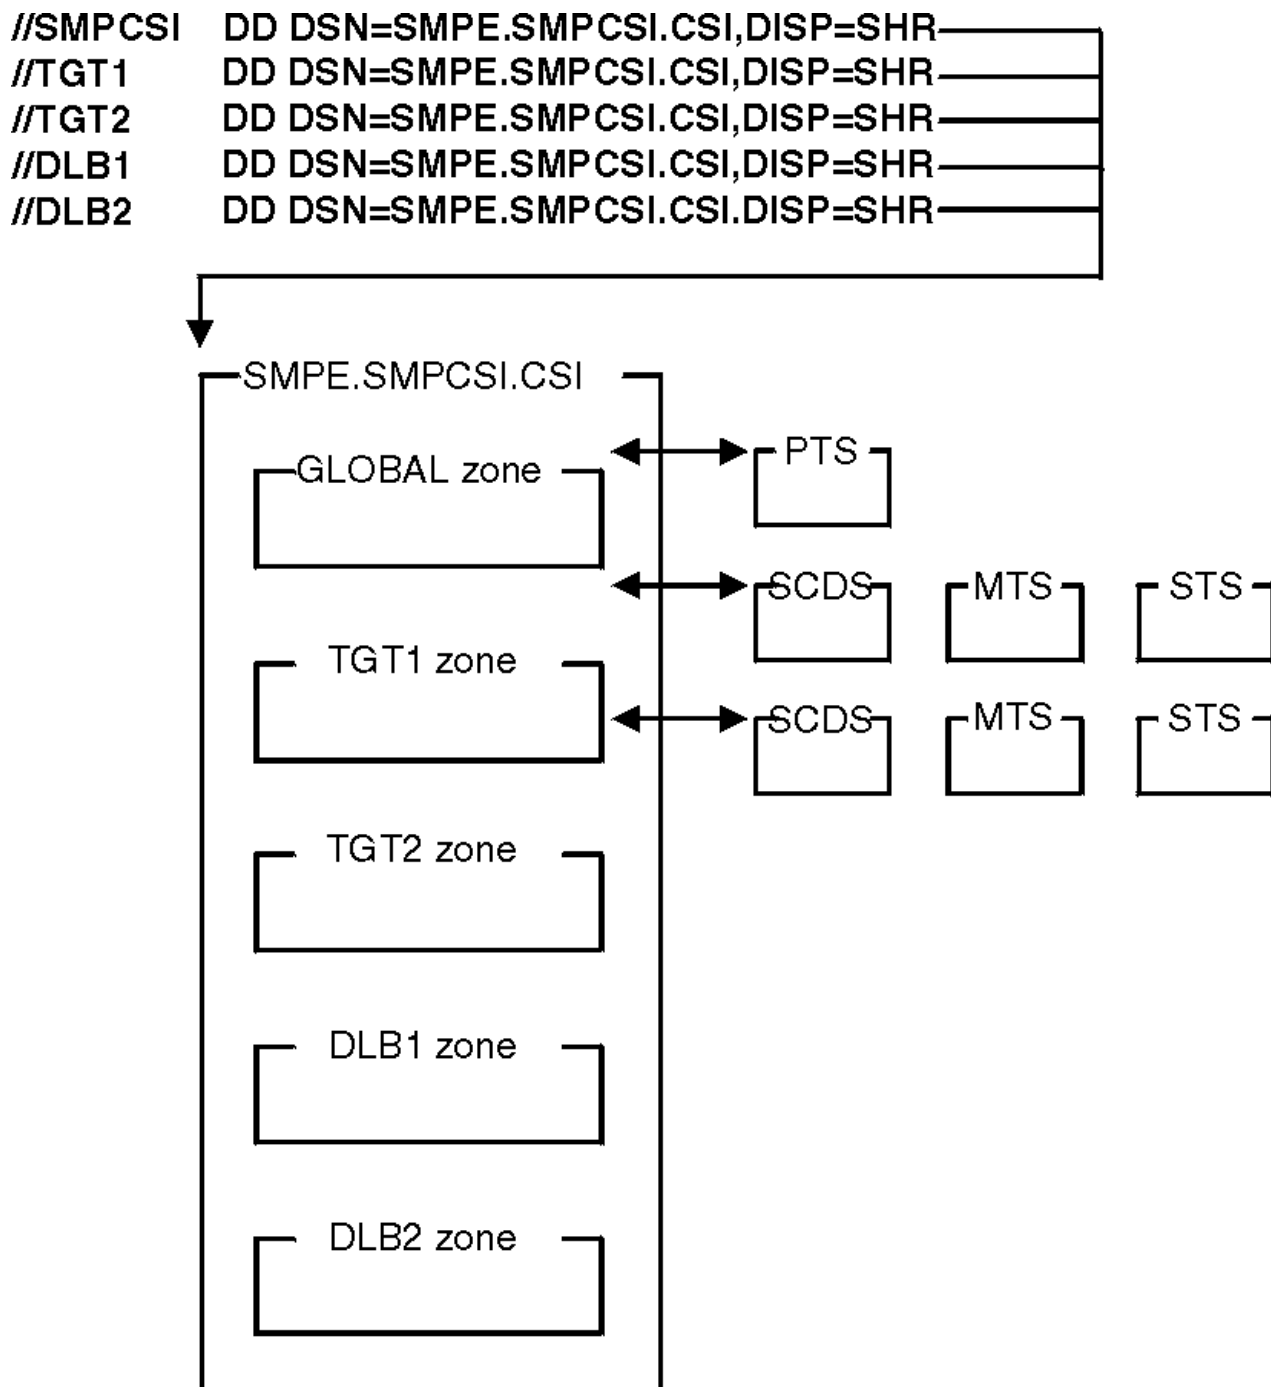 //SMPCSI DD DSN=SMPE.SMPCSI.CSI,DISP=SHR
//TGT1 DD DSN=SMPE.SMPCSI.CSI,DISP=SHR
//TGT2 DD DSN=SMPE.SMPCSI.CSI,DISP=SHR
//DLB1 DD DSN=SMPE.SMPCSI.CSI,DISP=SHR
//DLB2 DD DSN=SMPE.SMPCSI.CSI.DISP=SHR
SMPE.SMPCSI.CSI
GLOBAL zone
PTS
SCDS MTS STS
TGT1 zone
SCDS MTS STS
TGT2 zone
DLB1 zone
DLB2 zone